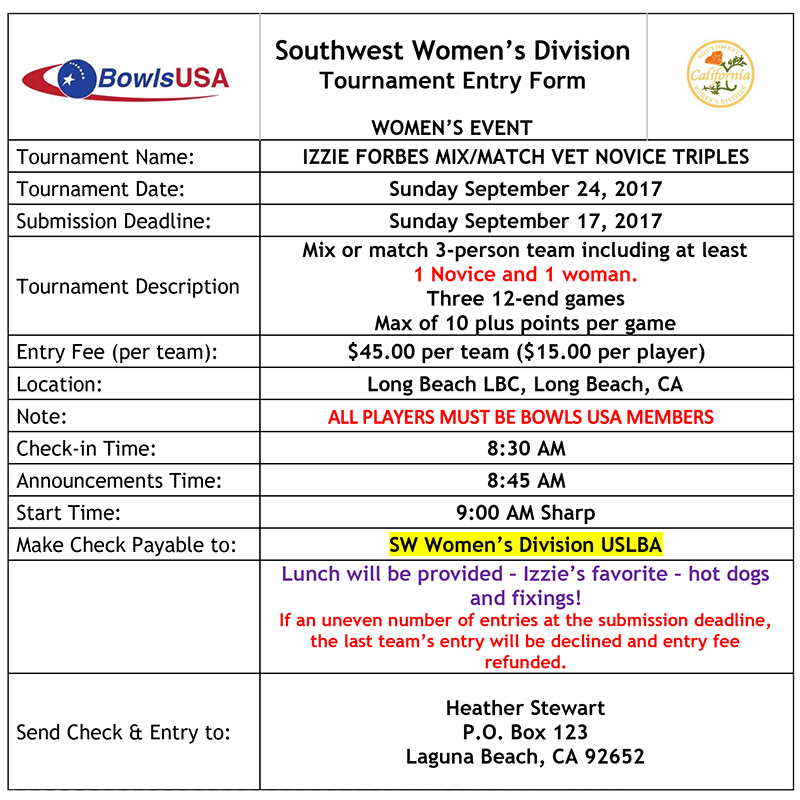 BowlsUSA
Southwest Women's Division
Tournament Entry Form
WOMEN'S EVENT
SOUTHWEST
California
WOMEN'S DIVISION
Tournament Name:
IZZIE FORBES MIX/MATCH VET NOVICE TRIPLES
Tournament Date:
Sunday September 24, 2017
Submission Deadline:
Sunday September 17, 2017
Tournament Description
Mix or match 3-person team including at least
1 Novice and 1 woman.
Three 12-end games
Max of 10 plus points per game
Entry Fee (per team):
$45.00 per team ($15.00 per player)
Location:
Long Beach LBC, Long Beach, CA
Note:
ALL PLAYERS MUST BE BOWLS USA MEMBERS
Check-in Time:
8:30 AM
Announcements Time:
8:45 AM
Start Time:
9:00 AM Sharp
Make Check Payable to:
SW Women's Division USLBA
Lunch will be provided – Izzie's favorite – hot dogs
and fixings!
If an uneven number of entries at the submission deadline,
the last team's entry will be declined and entry fee
refunded.
Send Check & Entry to:
Heather Stewart
P.O. Box 123
Laguna Beach, CA 92652